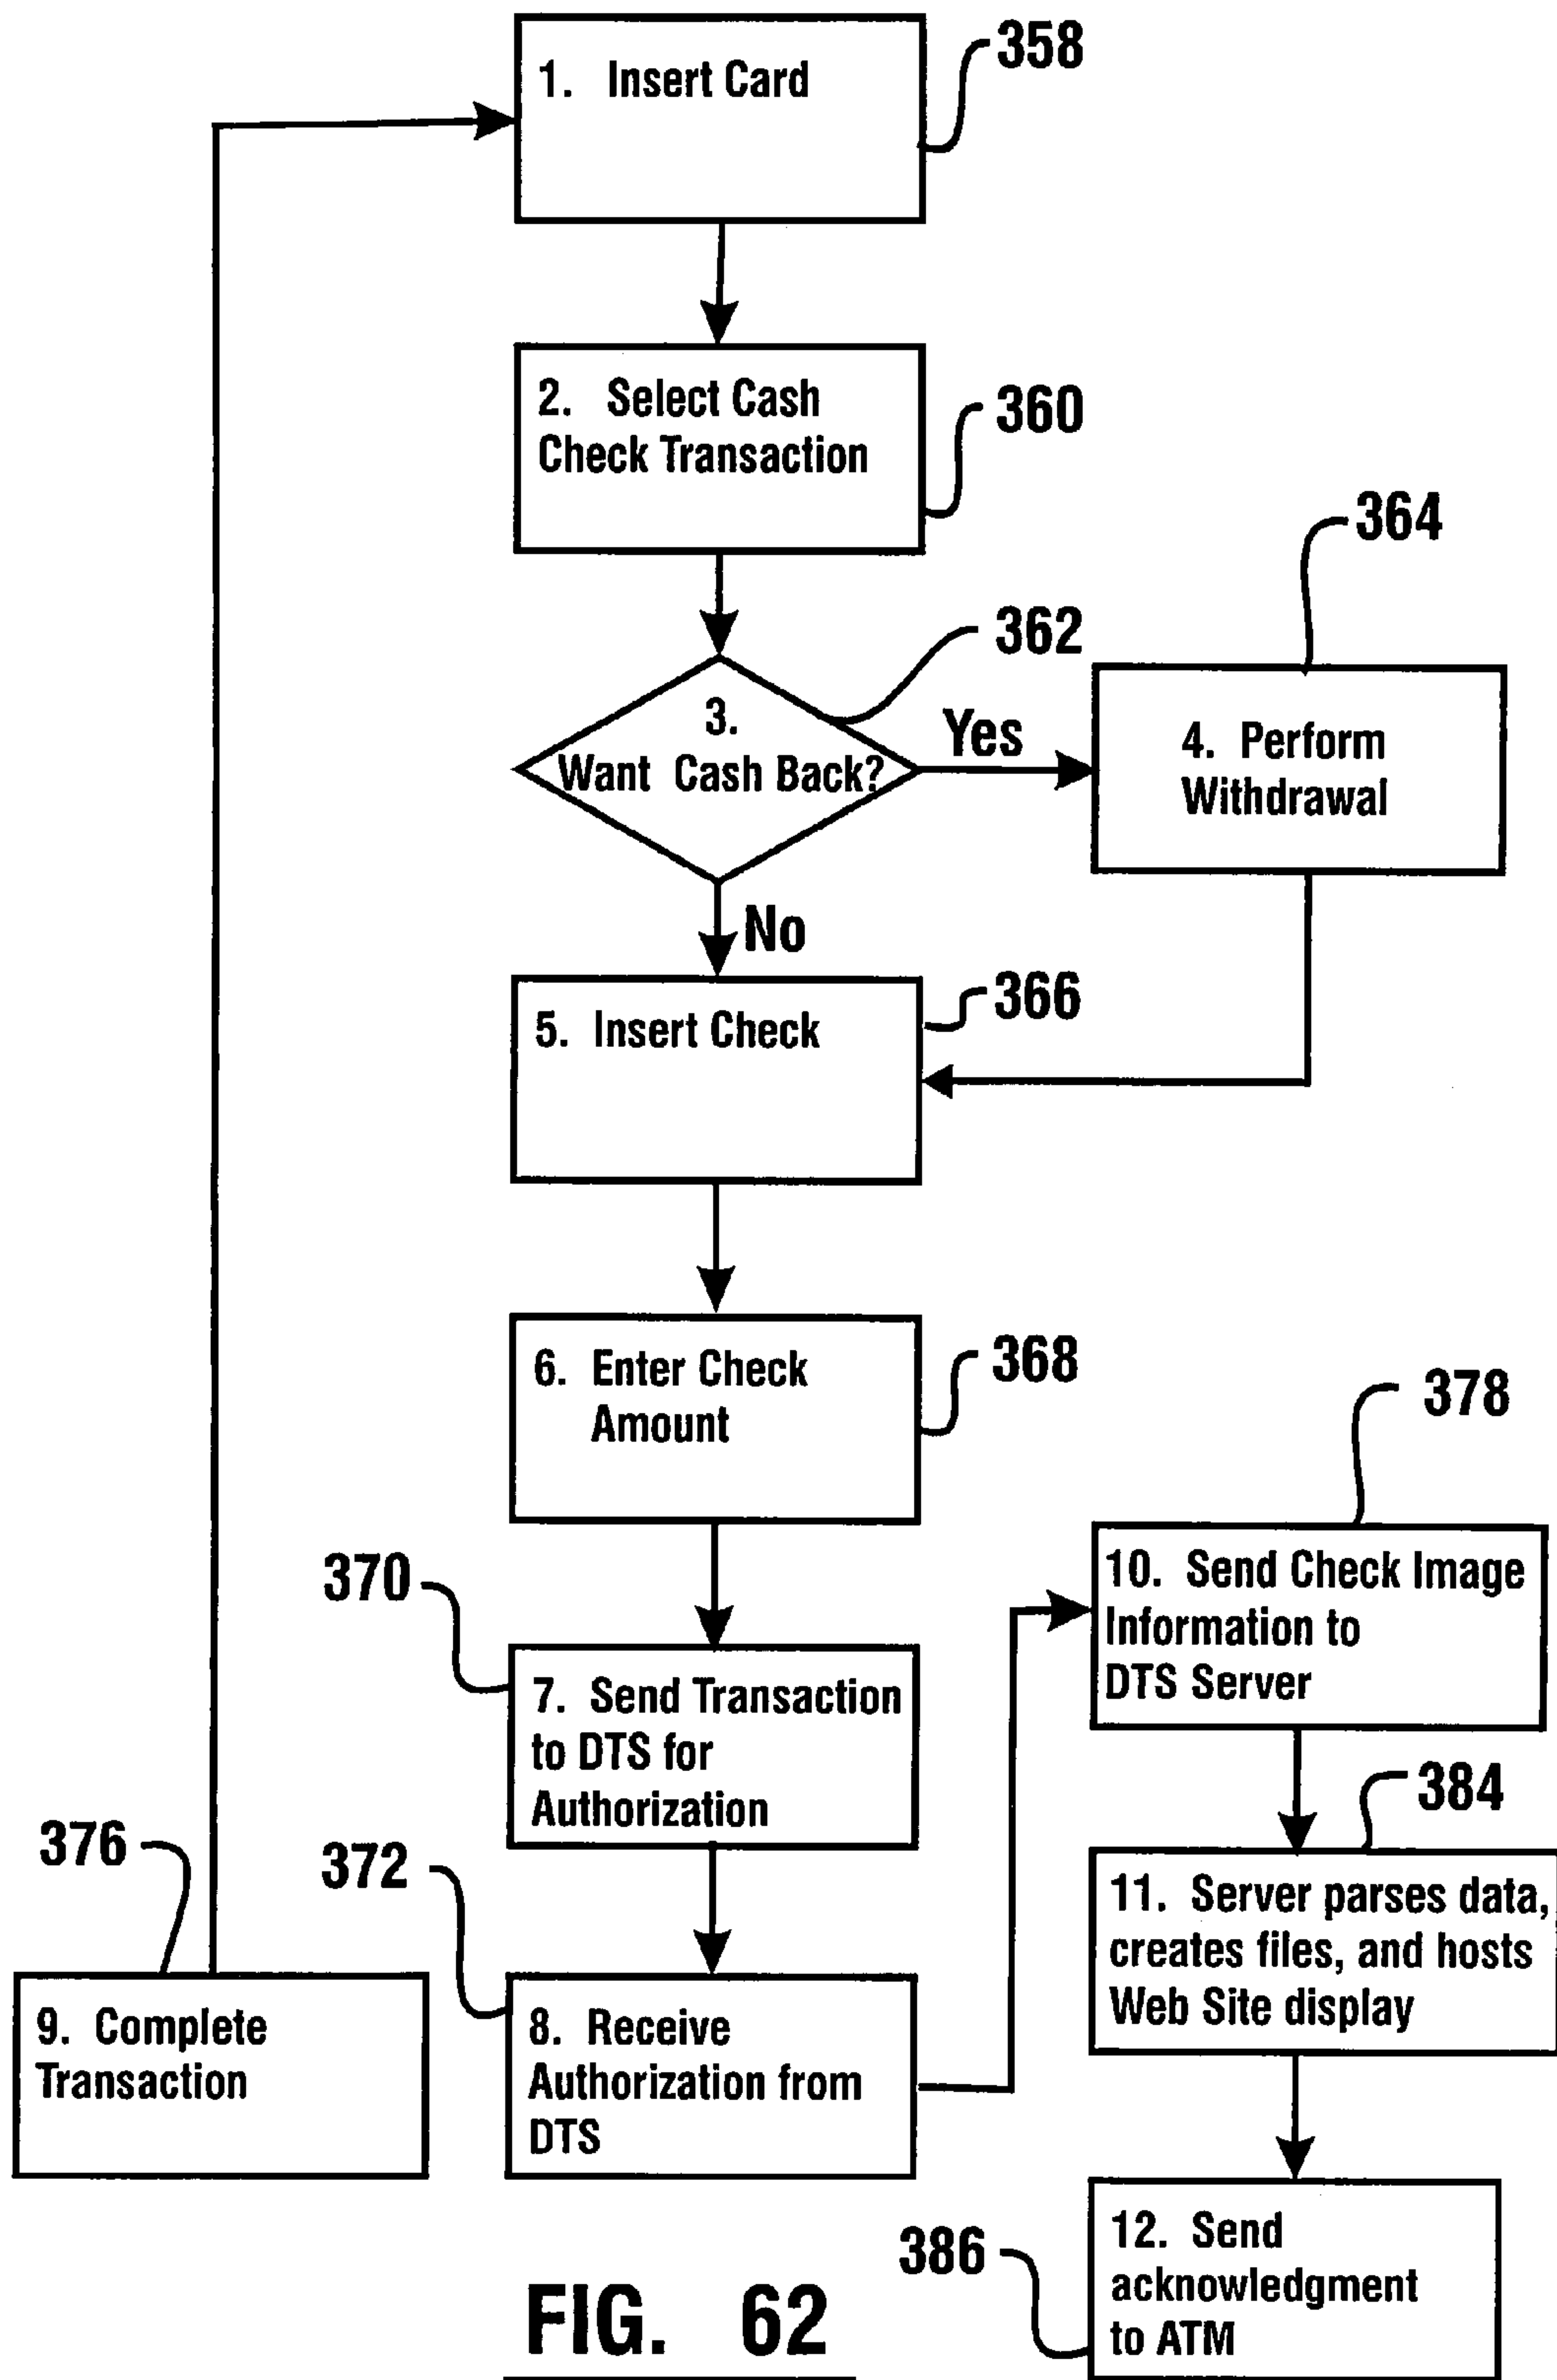 358
1. Insert Card
360
2. Select Cash
Check Transaction
364
362
3.
Want Cash Back?
Yes
4. Perform
Withdrawal
No
366
5. Insert Check
368
6. Enter Check
Amount
378
370
10. Send Check Image
Information to
DTS Server
7. Send Transaction
to DTS for
Authorization
384
376
372
11. Server parses data,
creates files, and hosts
Web Site display
9. Complete
Transaction
8. Receive
Authorization from
DTS
386
12. Send
acknowledgment
to ATM
FIG. 62